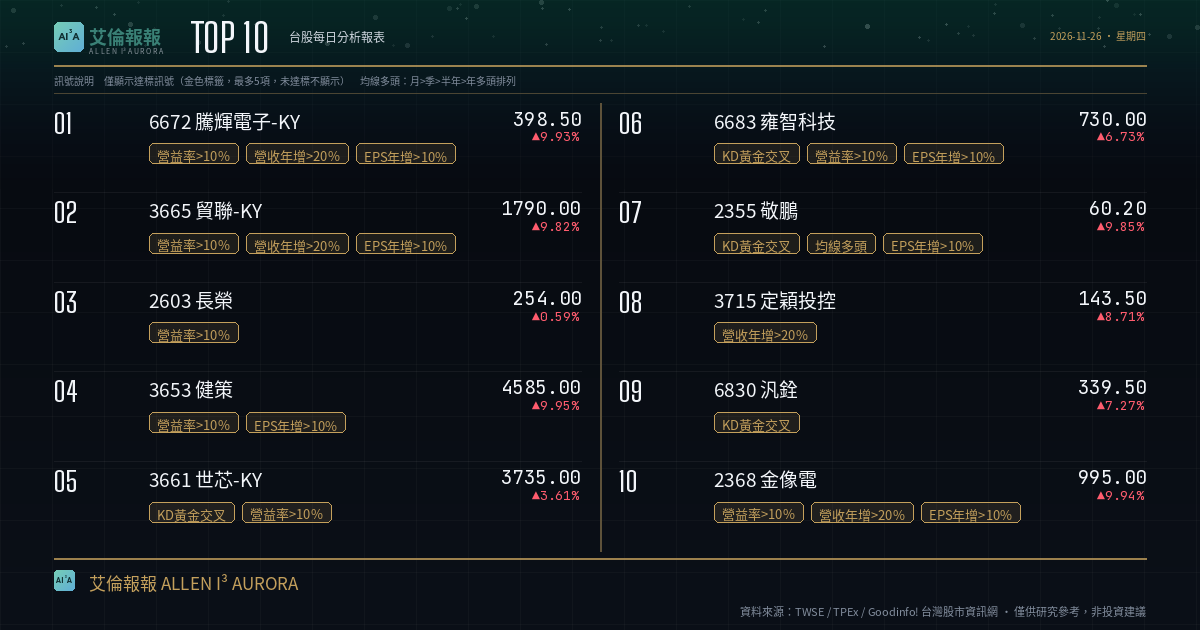 AI³A 艾倫報報 TOP 10 台股每日分析報表 2026-11-26 · 星期四
ALLEN I³AURORA
訊號說明 僅顯示達標訊號（金色標籤，最多5項，未達標不顯示） 均線多頭：月>季>半年>年多頭排列
01 6672 騰輝電子-KY 398.50
▲9.93%
營益率>10% 營收年增>20% EPS年增>10%
02 3665 貿聯-KY 1790.00
▲9.82%
營益率>10% 營收年增>20% EPS年增>10%
03 2603 長榮 254.00
▲0.59%
營益率>10%
04 3653 健策 4585.00
▲9.95%
營益率>10% EPS年增>10%
05 3661 世芯-KY 3735.00
▲3.61%
KD黃金交叉 營益率>10%
06 6683 雍智科技 730.00
▲6.73%
KD黃金交叉 營益率>10% EPS年增>10%
07 2355 敬鵬 60.20
▲9.85%
KD黃金交叉 均線多頭 EPS年增>10%
08 3715 定穎投控 143.50
▲8.71%
營收年增>20%
09 6830 汎銓 339.50
▲7.27%
KD黃金交叉
10 2368 金像電 995.00
▲9.94%
營益率>10% 營收年增>20% EPS年增>10%
AI³A 艾倫報報 ALLEN I³ AURORA
資料來源：TWSE / TPEx / Goodinfo! 台灣股市資訊網 · 僅供研究參考，非投資建議